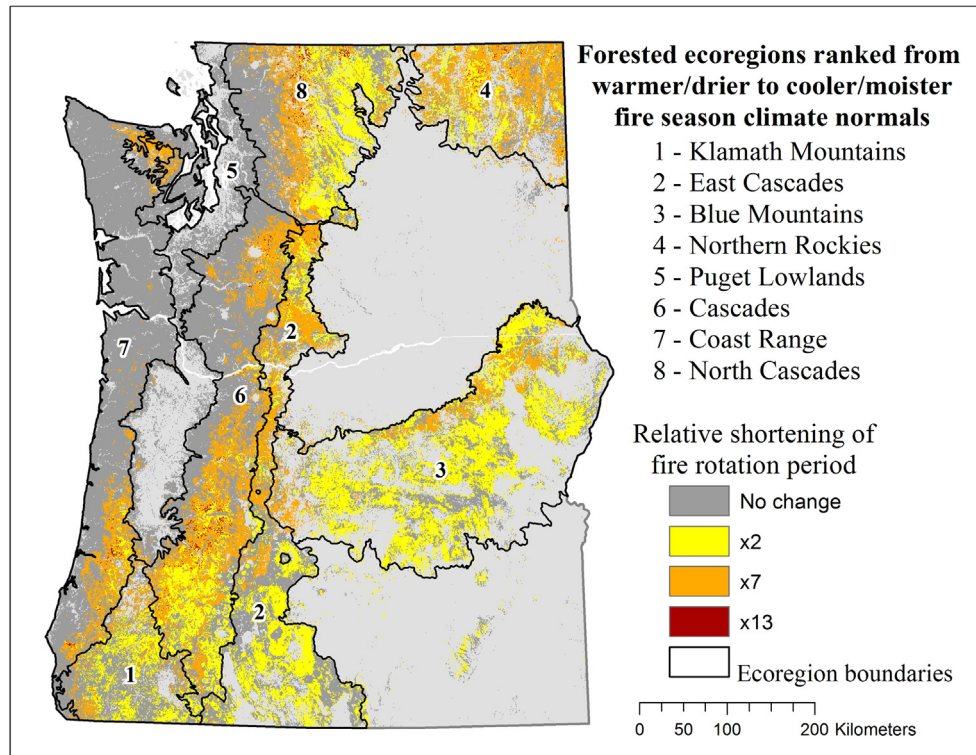 Forested ecoregions ranked from
warmer/drier to cooler/moister
fire season climate normals
1 - Klamath Mountains
2 - East Cascades
3 - Blue Mountains
4 - Northern Rockies
5 - Puget Lowlands
6 - Cascades
7 - Coast Range
8 - North Cascades
Relative shortening of
fire rotation period
No change
x2
x7
x13
Ecoregion boundaries
0 50 100 200 Kilometers
8
4
5
2
7
6
3
2
1